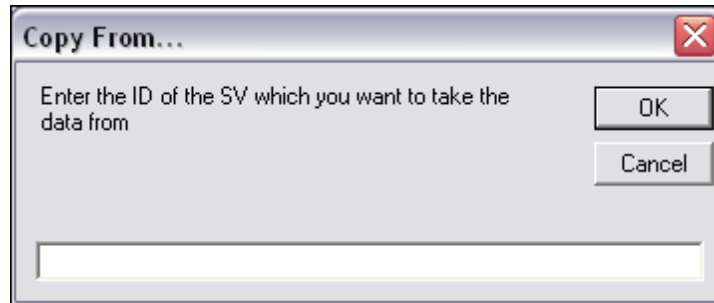 Copy From...
Enter the ID of the SV which you want to take the
data from
OK
Cancel